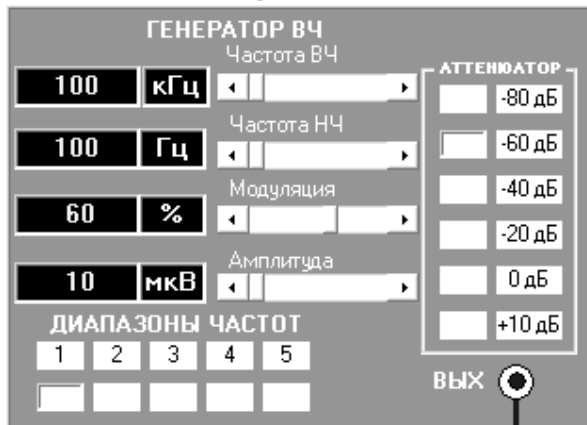 ГЕНЕРАТОР ВЧ
Частота ВЧ
100 кГц
Частота НЧ
100 Гц
Модуляция
60 %
Амплитуда
10 мкВ
ДИАПАЗОНЫ ЧАСТОТ
1 2 3 4 5
АТТЕНЮАТОР
-80 дБ
-60 дБ
-40 дБ
-20 дБ
0 дБ
+10 дБ
ВЫХ